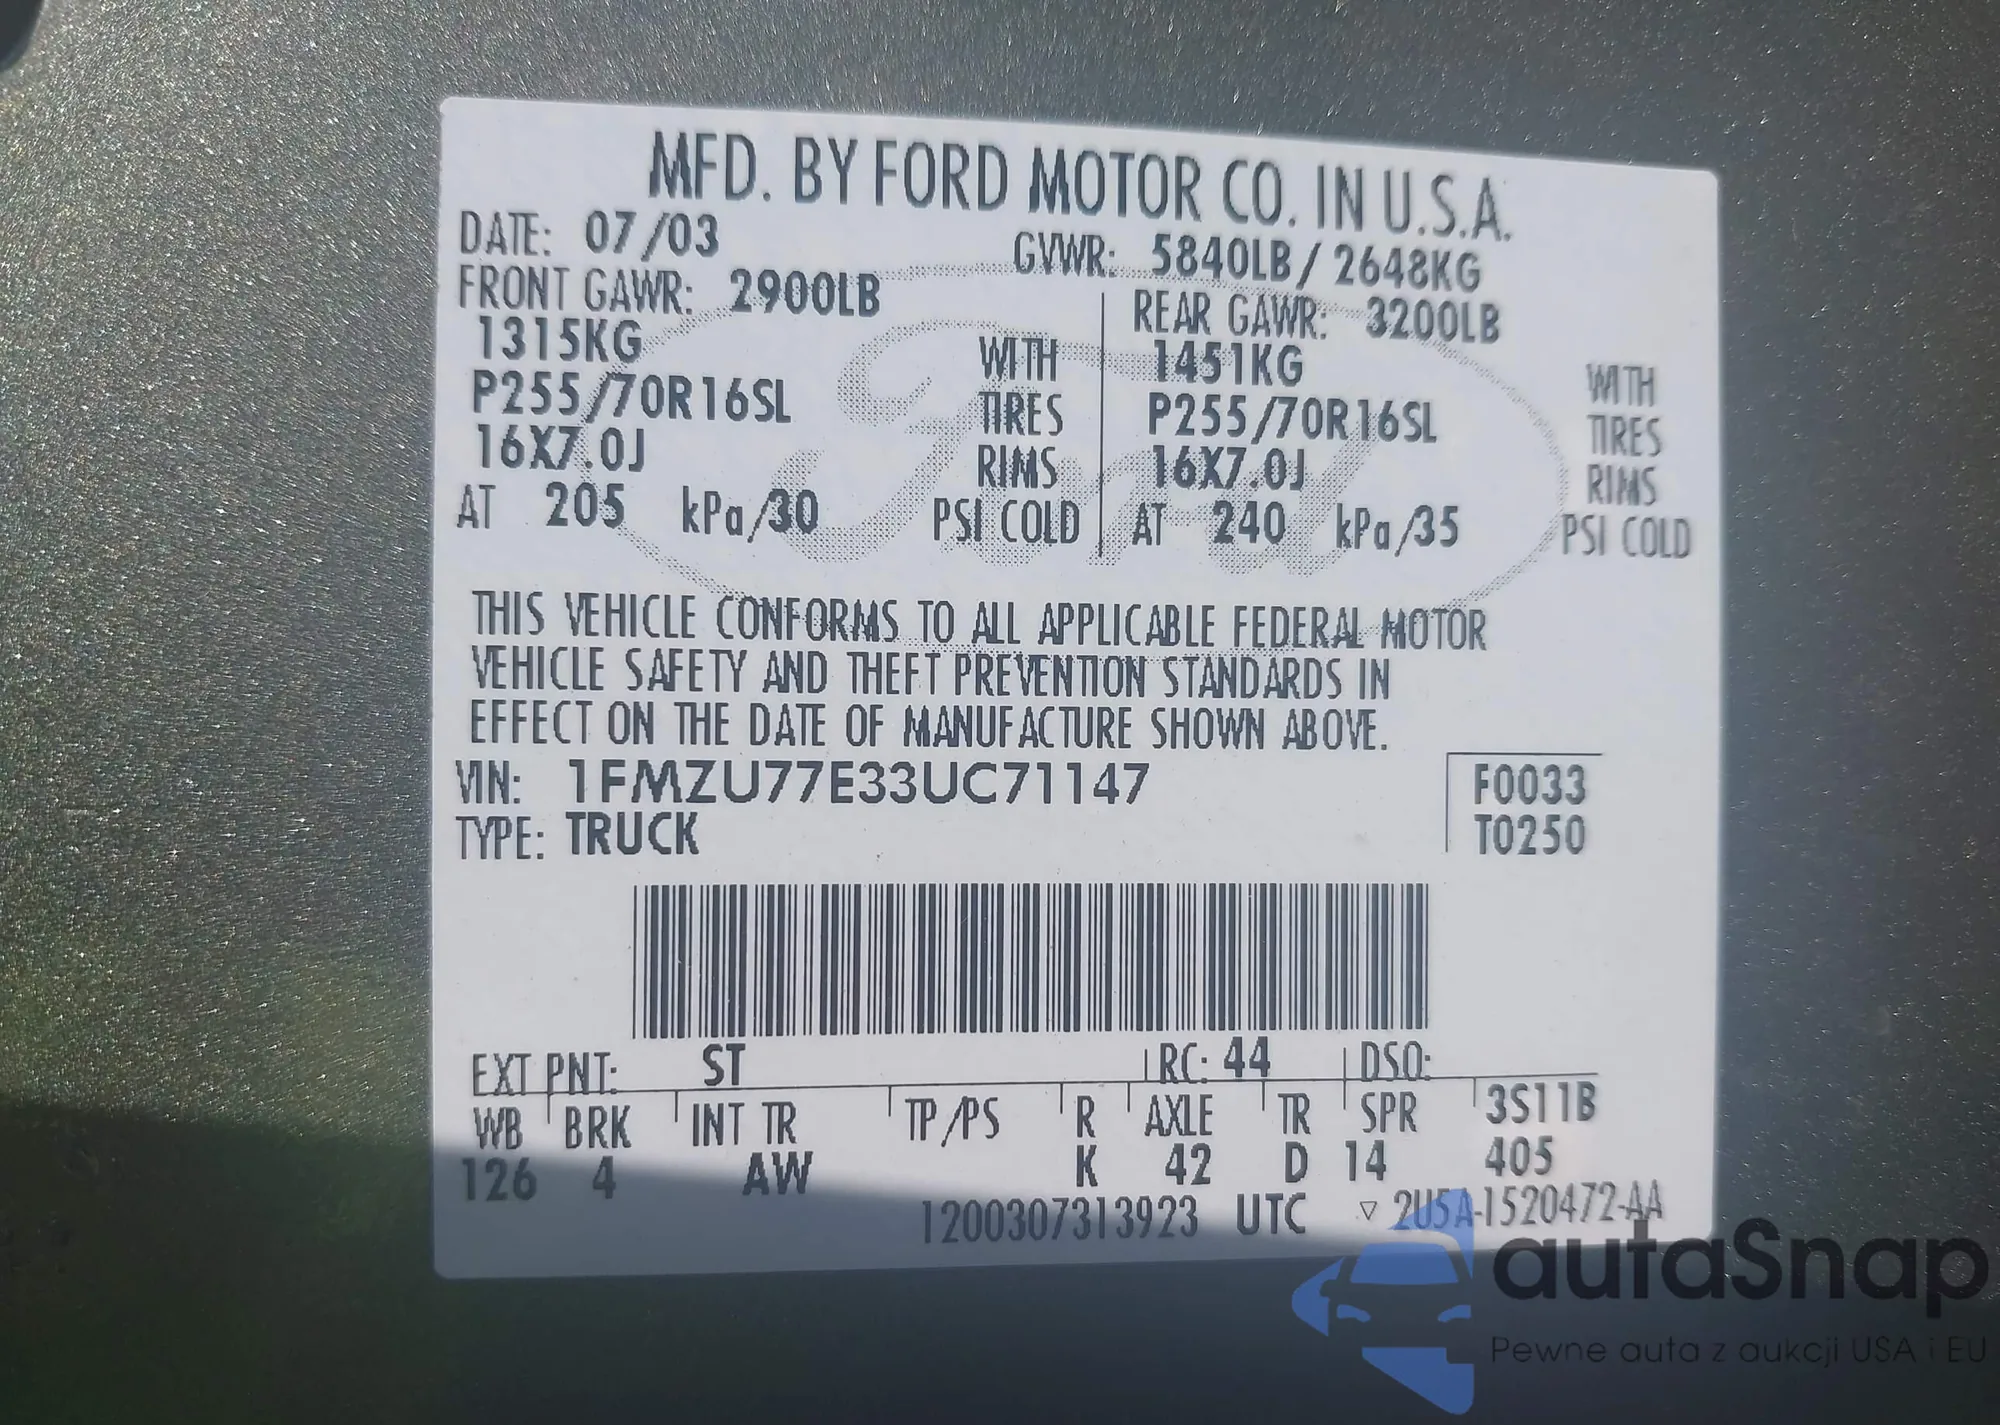 MFD. BY FORD MOTOR CO. IN U.S.A.
DATE: 07/03 GVWR: 5840LB / 2648KG
FRONT GAWR: 2900LB REAR GAWR: 3200LB
1315KG WITH 1451KG WITH
P255/70R16SL TIRES P255/70R16SL TIRES
16X7.0J RIMS 16X7.0J RIMS
AT 205 kPa/30 PSI COLD AT 240 kPa/35 PSI COLD
Ford
THIS VEHICLE CONFORMS TO ALL APPLICABLE FEDERAL MOTOR
VEHICLE SAFETY AND THEFT PREVENTION STANDARDS IN
EFFECT ON THE DATE OF MANUFACTURE SHOWN ABOVE.
VIN: 1FMZU77E33UC71147 F0033
TYPE: TRUCK T0250
EXT PNT: ST RC: 44 DSO:
WB BRK INT TR TP/PS R AXLE TR SPR 3S11B
126 4 AW K 42 D 14 405
1200307313923 UTC ▽ 2U5A-1520472-AA
autaSnap
Pewne auta z aukcji USA i EU